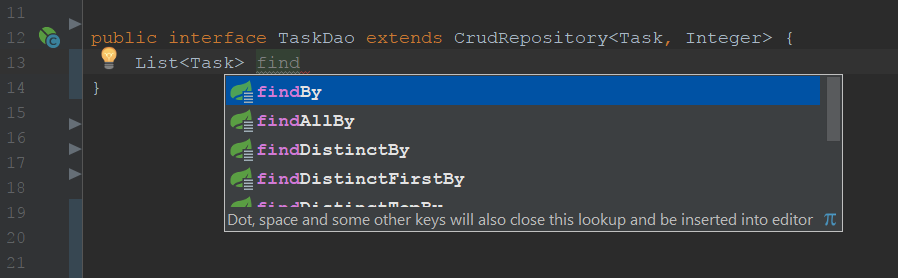 11
12 public interface TaskDao extends CrudRepository<Task, Integer> {
13 List<Task> find
14 }
15
16
17
18
19
20
21
findBy
findAllBy
findDistinctBy
findDistinctFirstBy
findDistinctTopBy
Dot, space and some other keys will also close this lookup and be inserted into editor π